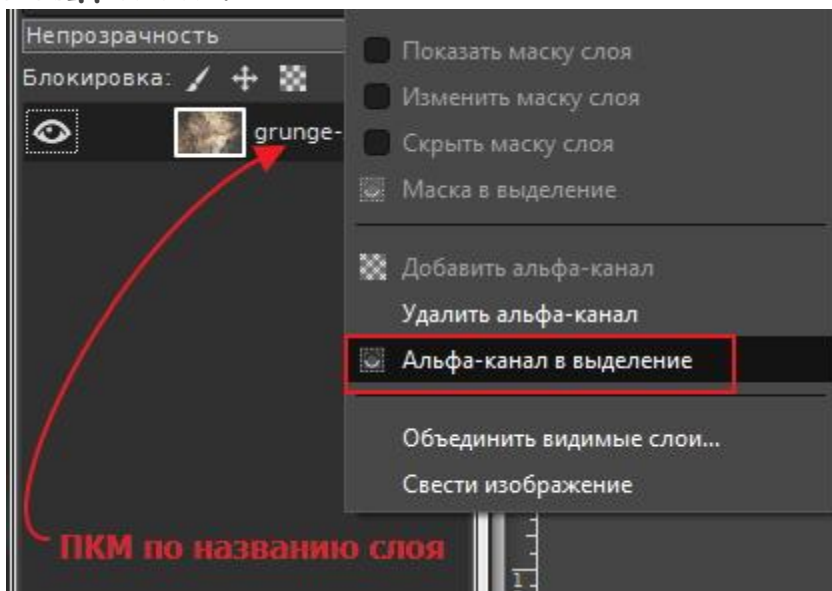 Непрозрачность
Блокировка:
grunge-
Показать маску слоя
Изменить маску слоя
Скрыть маску слоя
Маска в выделение
Добавить альфа-канал
Удалить альфа-канал
Альфа-канал в выделение
Объединить видимые слои...
Свести изображение
ПКМ по названию слоя
1